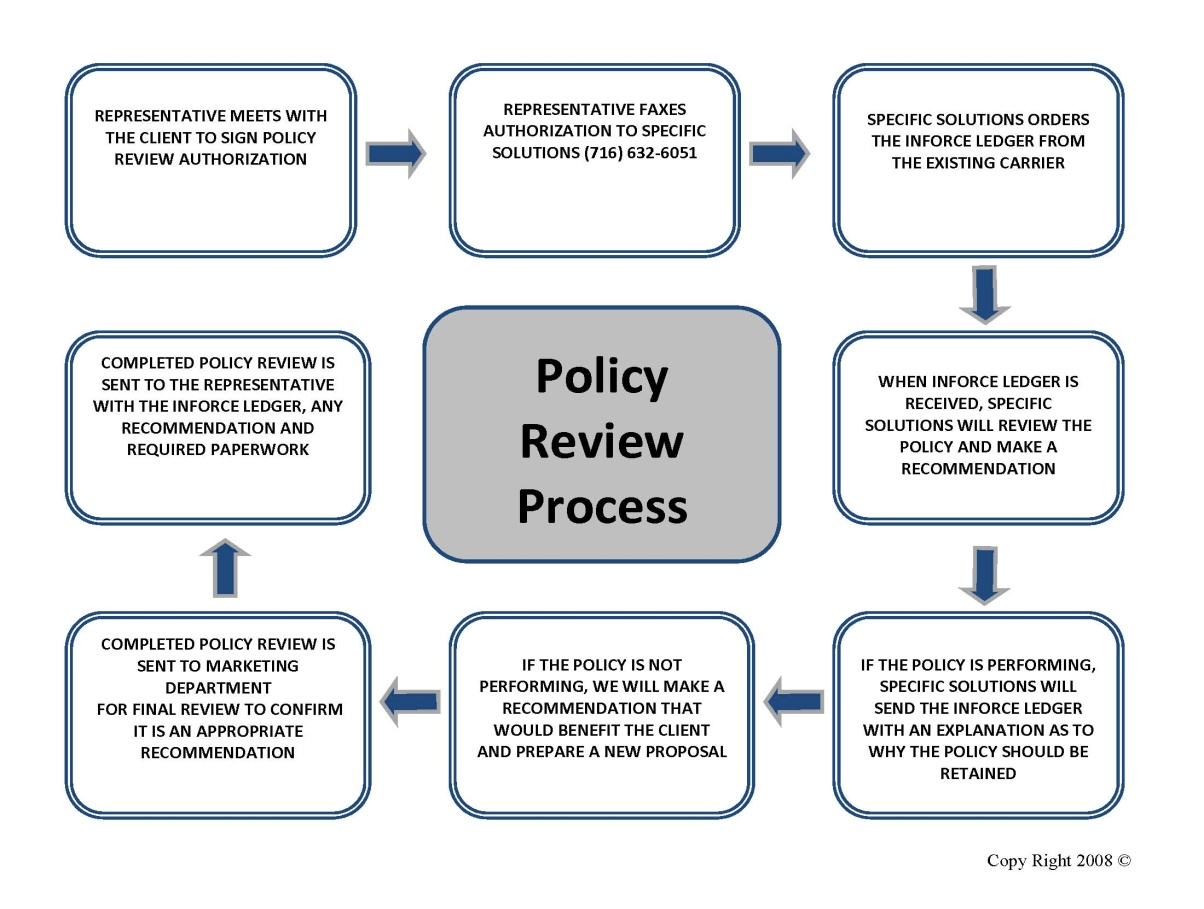 REPRESENTATIVE MEETS WITH
THE CLIENT TO SIGN POLICY
REVIEW AUTHORIZATION
REPRESENTATIVE FAXES
AUTHORIZATION TO SPECIFIC
SOLUTIONS (716) 632-6051
SPECIFIC SOLUTIONS ORDERS
THE INFORCE LEDGER FROM
THE EXISTING CARRIER
WHEN INFORCE LEDGER IS
RECEIVED, SPECIFIC
SOLUTIONS WILL REVIEW THE
POLICY AND MAKE A
RECOMMENDATION
IF THE POLICY IS PERFORMING,
SPECIFIC SOLUTIONS WILL
SEND THE INFORCE LEDGER
WITH AN EXPLANATION AS TO
WHY THE POLICY SHOULD BE
RETAINED
IF THE POLICY IS NOT
PERFORMING, WE WILL MAKE A
RECOMMENDATION THAT
WOULD BENEFIT THE CLIENT
AND PREPARE A NEW PROPOSAL
COMPLETED POLICY REVIEW IS
SENT TO MARKETING
DEPARTMENT
FOR FINAL REVIEW TO CONFIRM
IT IS AN APPROPRIATE
RECOMMENDATION
COMPLETED POLICY REVIEW IS
SENT TO THE REPRESENTATIVE
WITH THE INFORCE LEDGER, ANY
RECOMMENDATION AND
REQUIRED PAPERWORK
Policy
Review
Process
Copy Right 2008 ©